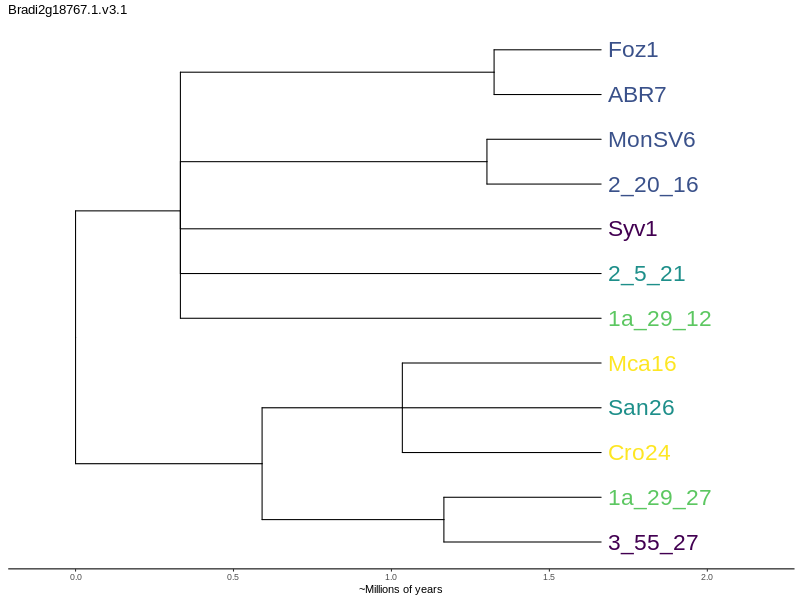 Bradi2g18767.1.v3.1
Foz1
ABR7
MonSV6
2_20_16
Syv1
2_5_21
1a_29_12
Mca16
San26
Cro24
1a_29_27
3_55_27
0.0 0.5 1.0 1.5 2.0
~Millions of years